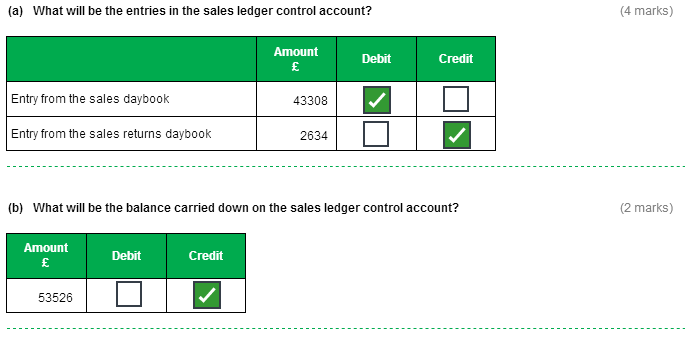 (a) What will be the entries in the sales ledger control account? (4 marks)
Amount £ Debit Credit
Entry from the sales daybook 43308
Entry from the sales returns daybook 2634
(b) What will be the balance carried down on the sales ledger control account? (2 marks)
Amount £ Debit Credit
53526